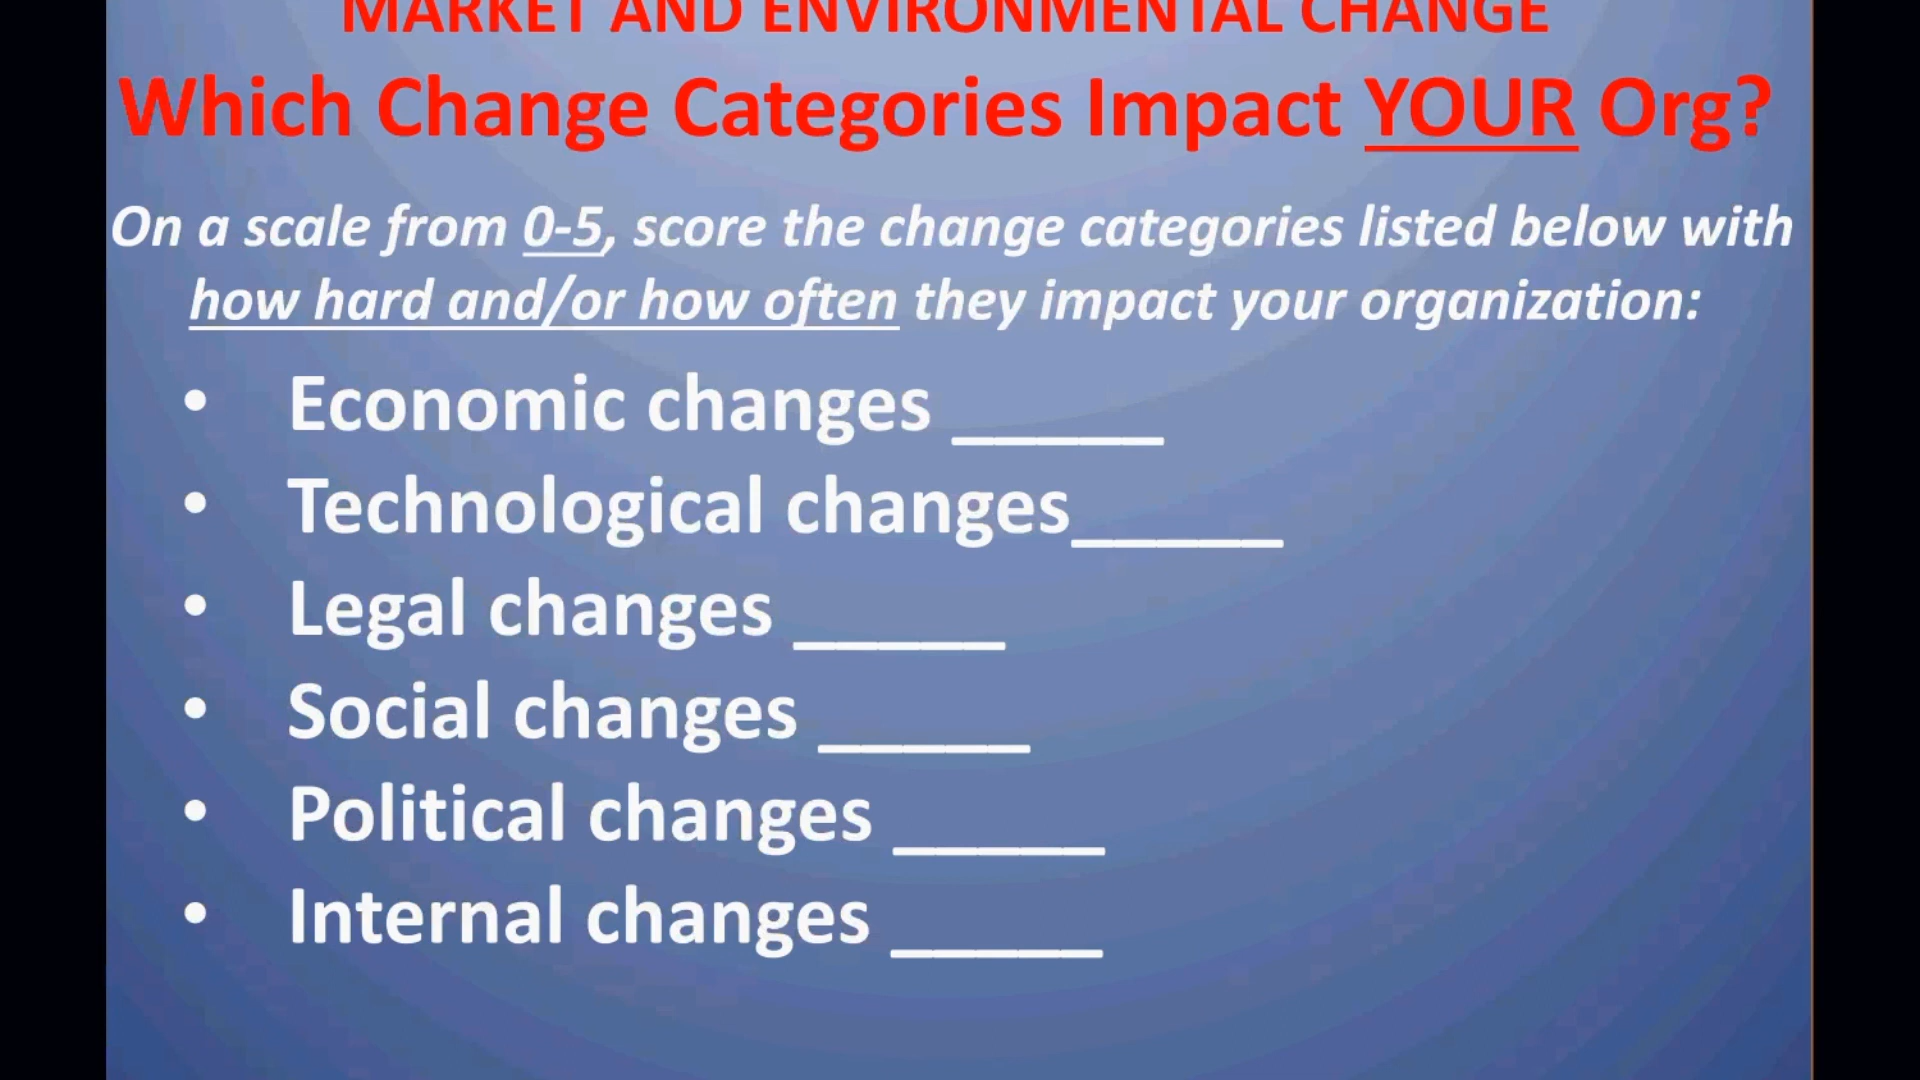 MARKET AND ENVIRONMENTAL CHANGE
Which Change Categories Impact YOUR Org?
On a scale from 0-5, score the change categories listed below with
how hard and/or how often they impact your organization:
• Economic changes _____
• Technological changes_____
• Legal changes _____
• Social changes _____
• Political changes _____
• Internal changes _____